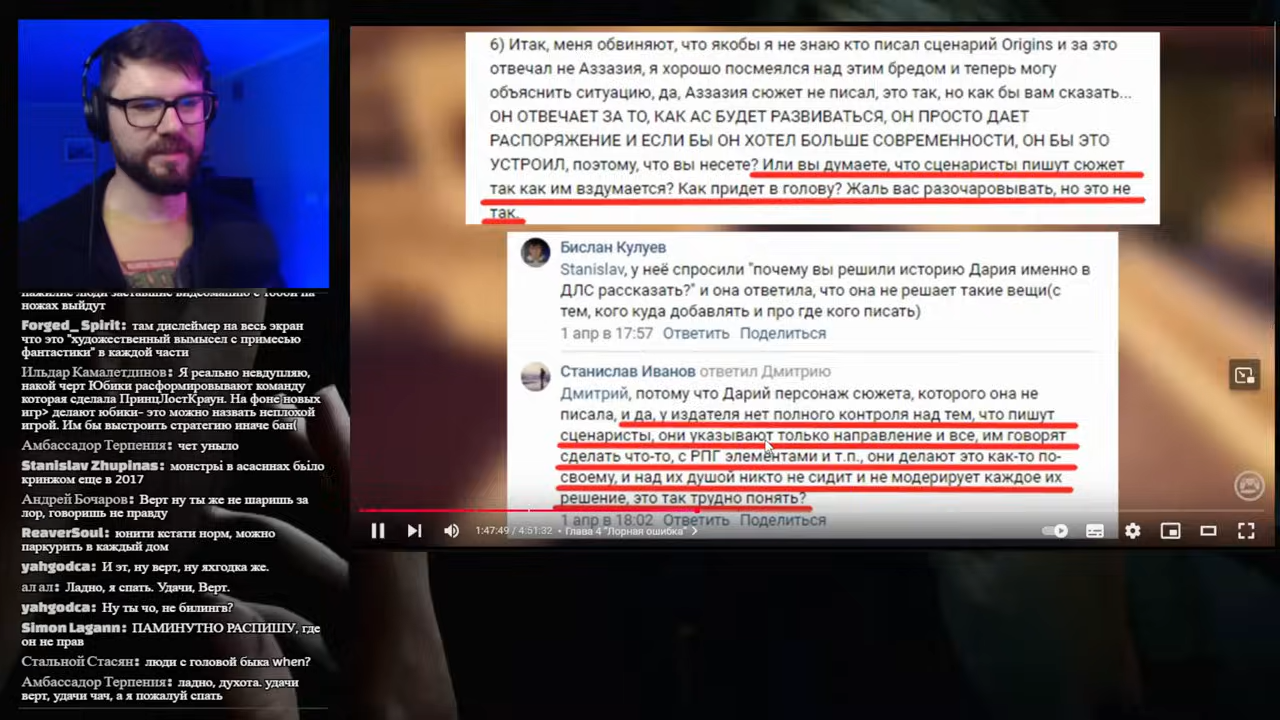 6) Итак, меня обвиняют, что якобы я не знаю кто писал сценарий Origins и за это
отвечал не Аззазия, я хорошо посмеялся над этим бредом и теперь могу
объяснить ситуацию, да, Аззазия сюжет не писал, это так, но как бы вам сказать...
ОН ОТВЕЧАЕТ ЗА ТО, КАК АС БУДЕТ РАЗВИВАТЬСЯ, ОН ПРОСТО ДАЕТ
РАСПОРЯЖЕНИЕ И ЕСЛИ БЫ ОН ХОТЕЛ БОЛЬШЕ СОВРЕМЕННОСТИ, ОН БЫ ЭТО
УСТРОИЛ, поэтому, что вы несете? Или вы думаете, что сценаристы пишут сюжет
так как им вздумается? Как придет в голову? Жаль вас разочаровывать, но это не
так.
Бислан Кулуев
Stanislav, у неё спросили "почему вы решили историю Дария именно в
ДЛС рассказать?" и она ответила, что она не решает такие вещи(с
тем, кого куда добавлять и про где кого писать)
1 апр в 17:57 Ответить Поделиться
Станислав Иванов ответил Дмитрию
Дмитрий, потому что Дарий персонаж сюжета, которого она не
писала, и да, у издателя нет полного контроля над тем, что пишут
сценаристы, они указывают только направление и все, им говорят
сделать что-то, с РПГ элементами и т.п., они делают это как-то по-
своему, и над их душой никто не сидит и не модерирует каждое их
решение, это так трудно понять?
1 апр в 18:02 Ответить Поделиться
1:47:49 / 4:51:32 • Глава 4 "Лорная ошибка" >
ножах выйдут
Forged_Spirit: там дислеймер на весь экран
что это "художественный вымысел с примесью
фантастики" в каждой части
Ильдар Камалетдинов: Я реально невдупляю,
накой черт Юбики расформировывают команду
которая сделала ПринцЛостКраун. На фоне новых
игр> делают юбики- это можно назвать неплохой
игрой. Им бы выстроить стратегию иначе бан(
Амбассадор Терпения: чет уныло
Stanislav Zhupinas: монстры в асасинах было
кринжом еще в 2017
Андрей Бочаров: Верт ну ты же не шаришь за
лор, говоришь не правду
ReaverSoul: юнити кстати норм, можно
паркурить в каждый дом
yahgodca: И эт, ну верт, ну яхгодка же.
ал ал: Ладно, я спать. Удачи, Верт.
yahgodca: Ну ты чо, не билингв?
Simon Lagann: ПАМИНУТНО РАСПИШУ, где
он не прав
Стальной Стасян: люди с головой быка when?
Амбассадор Терпения: ладно, духота. удачи
верт, удачи чач, а я пожалуй спать